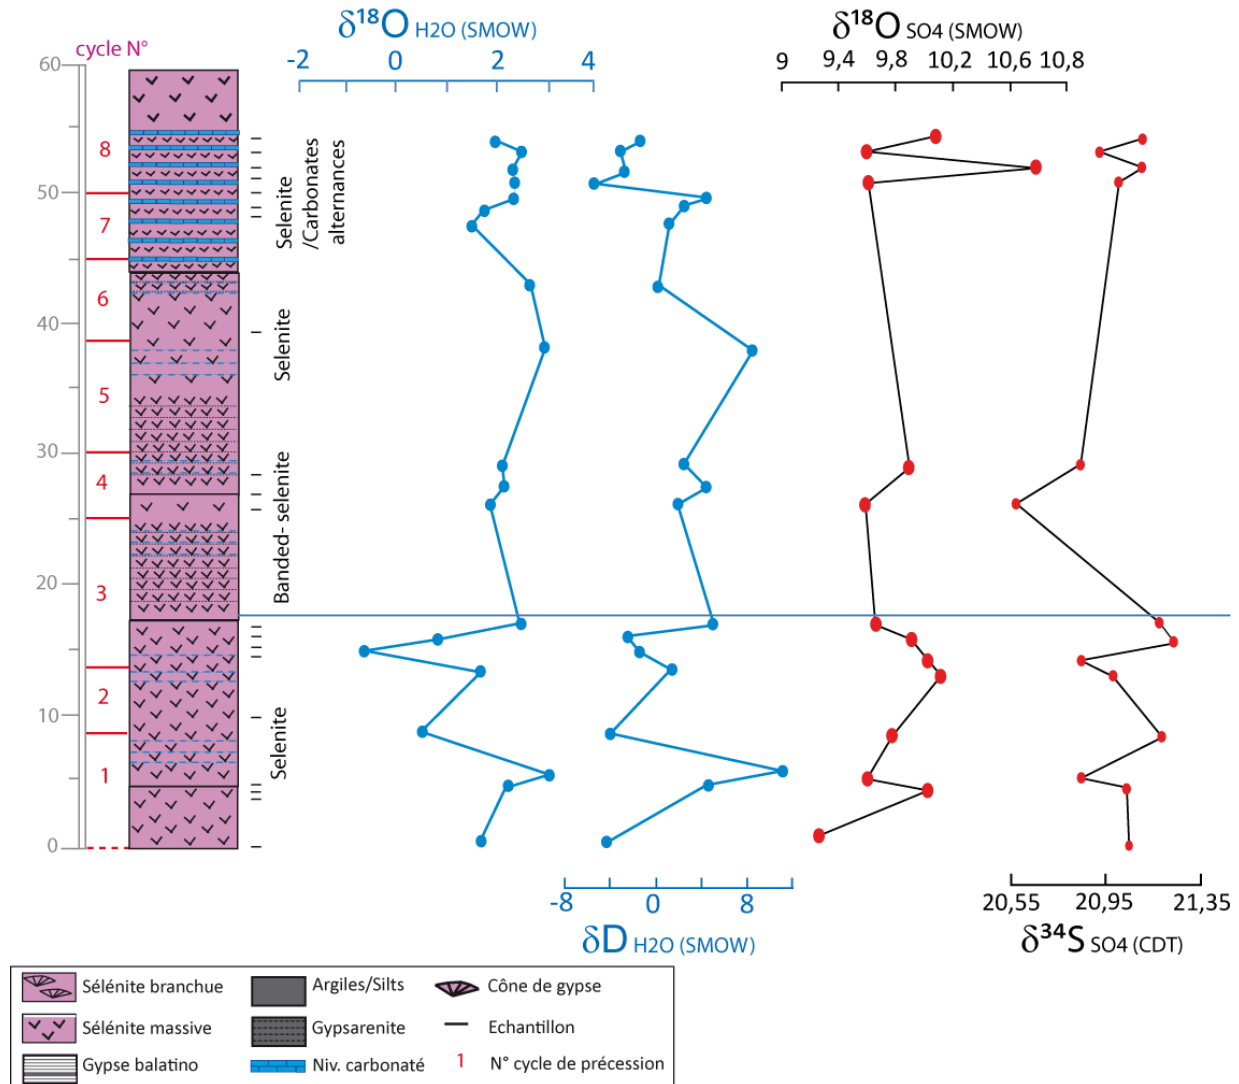 δ¹⁸O H2O (SMOW)
-2 0 2 4
δ¹⁸O SO4 (SMOW)
9 9,4 9,8 10,2 10,6 10,8
cycle N°
60
50
40
30
20
10
0
8
7
6
5
4
3
2
1
Selenite
/Carbonates
alternances
Selenite
Banded- selenite
Selenite
-8 0 8
δD H2O (SMOW)
20,55 20,95 21,35
δ³⁴S SO4 (CDT)
Sélénite branchue
Argiles/Silts
Cône de gypse
Sélénite massive
Gypsarenite
Echantillon
Gypse balatino
Niv. carbonaté
1 N° cycle de précession